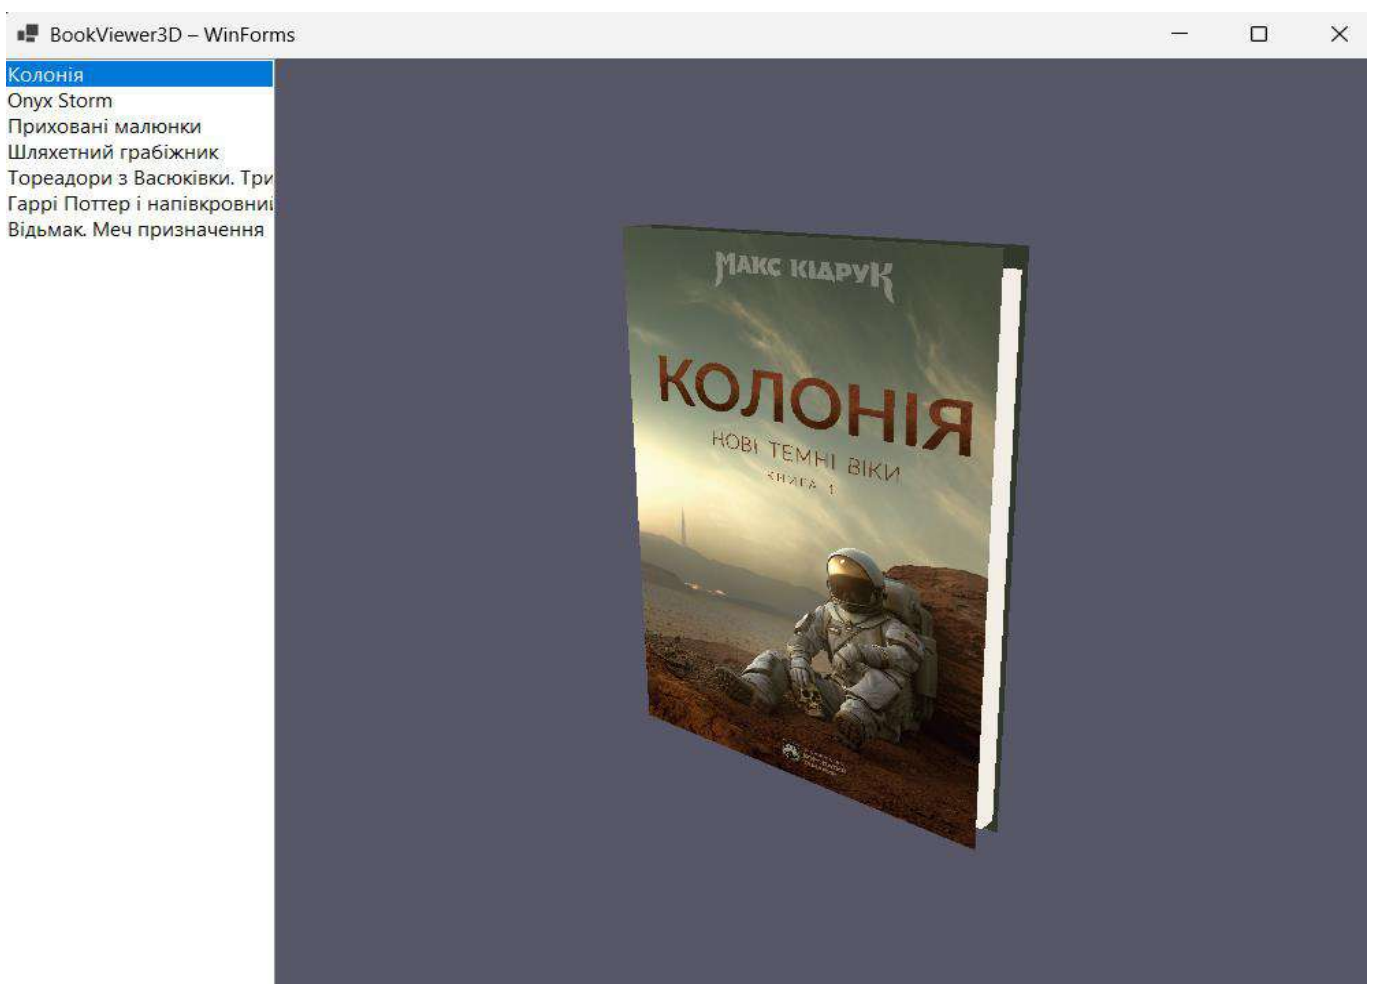 BookViewer3D – WinForms
Колонія
Onyx Storm
Приховані малюнки
Шляхетний грабіжник
Тореадори з Васюківки. Три
Гаррі Поттер і напівкровни
Відьмак. Меч призначення
МАКС КІДРУК
КОЛОНІЯ
НОВІ ТЕМНІ ВІКИ
КНИГА 1